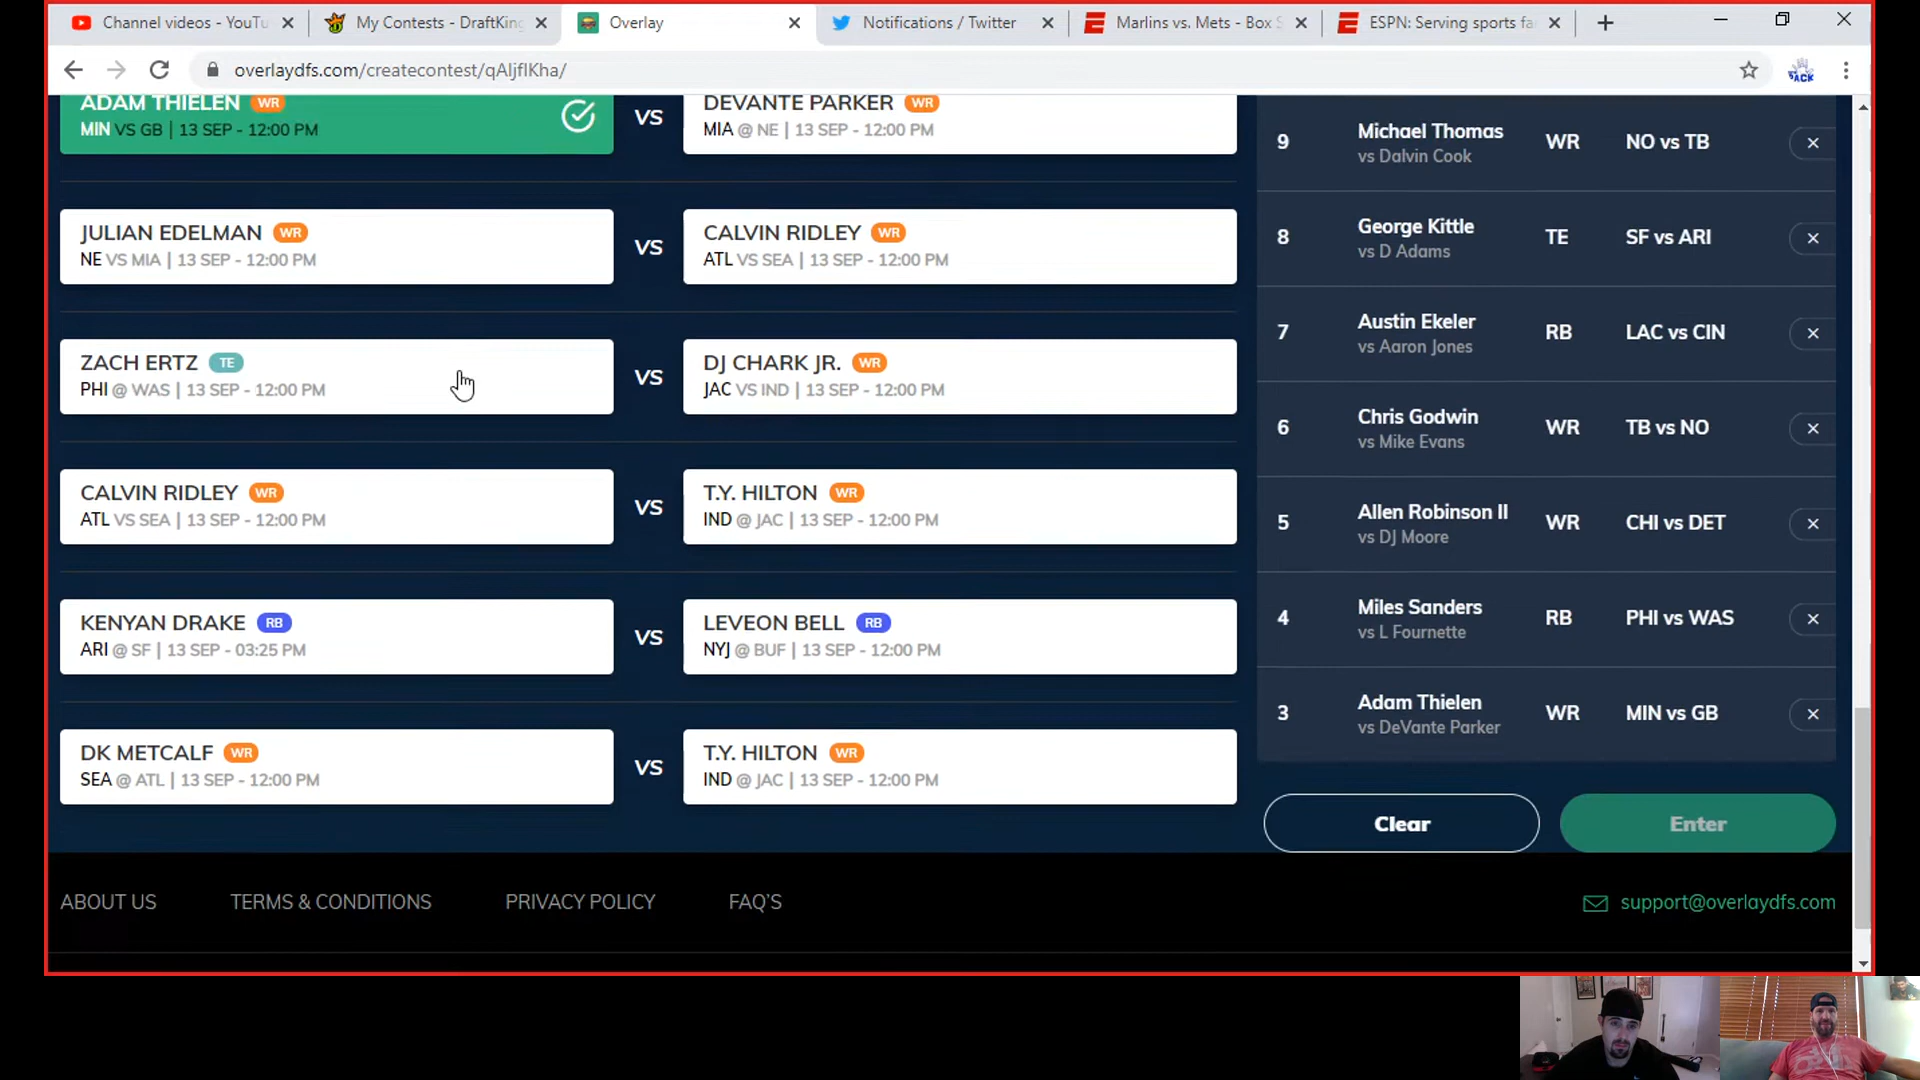 Channel videos - YouTu
My Contests - DraftKing
Overlay
Notifications / Twitter
Marlins vs. Mets - Box S
ESPN: Serving sports fa
overlaydfs.com/createcontest/qAljflKha/
ADAM THIELEN WR
MIN VS GB | 13 SEP - 12:00 PM
VS
DEVANTE PARKER WR
MIA @ NE | 13 SEP - 12:00 PM
JULIAN EDELMAN WR
NE VS MIA | 13 SEP - 12:00 PM
VS
CALVIN RIDLEY WR
ATL VS SEA | 13 SEP - 12:00 PM
ZACH ERTZ TE
PHI @ WAS | 13 SEP - 12:00 PM
VS
DJ CHARK JR. WR
JAC VS IND | 13 SEP - 12:00 PM
CALVIN RIDLEY WR
ATL VS SEA | 13 SEP - 12:00 PM
VS
T.Y. HILTON WR
IND @ JAC | 13 SEP - 12:00 PM
KENYAN DRAKE RB
ARI @ SF | 13 SEP - 03:25 PM
VS
LEVEON BELL RB
NYJ @ BUF | 13 SEP - 12:00 PM
DK METCALF WR
SEA @ ATL | 13 SEP - 12:00 PM
VS
T.Y. HILTON WR
IND @ JAC | 13 SEP - 12:00 PM
9 Michael Thomas WR NO vs TB
vs Dalvin Cook
8 George Kittle TE SF vs ARI
vs D Adams
7 Austin Ekeler RB LAC vs CIN
vs Aaron Jones
6 Chris Godwin WR TB vs NO
vs Mike Evans
5 Allen Robinson II WR CHI vs DET
vs DJ Moore
4 Miles Sanders RB PHI vs WAS
vs L Fournette
3 Adam Thielen WR MIN vs GB
vs DeVante Parker
Clear
Enter
ABOUT US
TERMS & CONDITIONS
PRIVACY POLICY
FAQ'S
support@overlaydfs.com